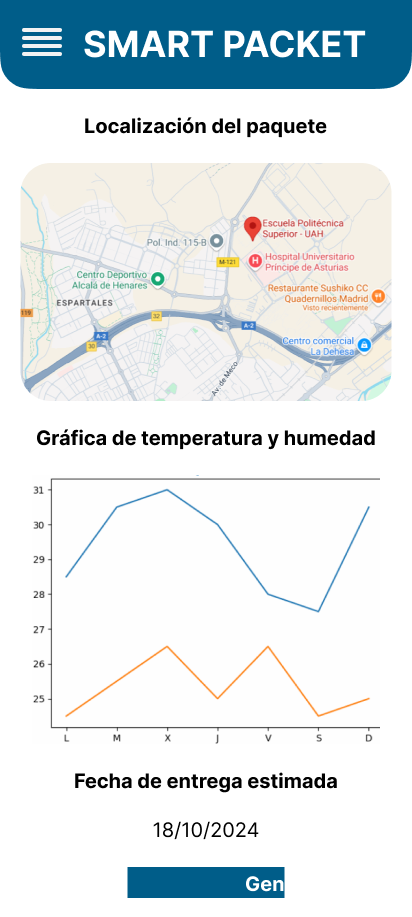 SMART PACKET
Localización del paquete
Escuela Politécnica
Superior - UAH
Pol. Ind. 115-B
M-121
Hospital Universitario
Príncipe de Asturias
Centro Deportivo
Alcalá de Henares
Restaurante Sushiko CC
Quadernillos Madrid
Visto recientemente
ESPARTALES
119
32
A-2
A-2
30
Centro comercial
La Dehesa
Av. de Meco
Gráfica de temperatura y humedad
31
30
29
28
27
26
25
L M X J V S D
Fecha de entrega estimada
18/10/2024
Gen